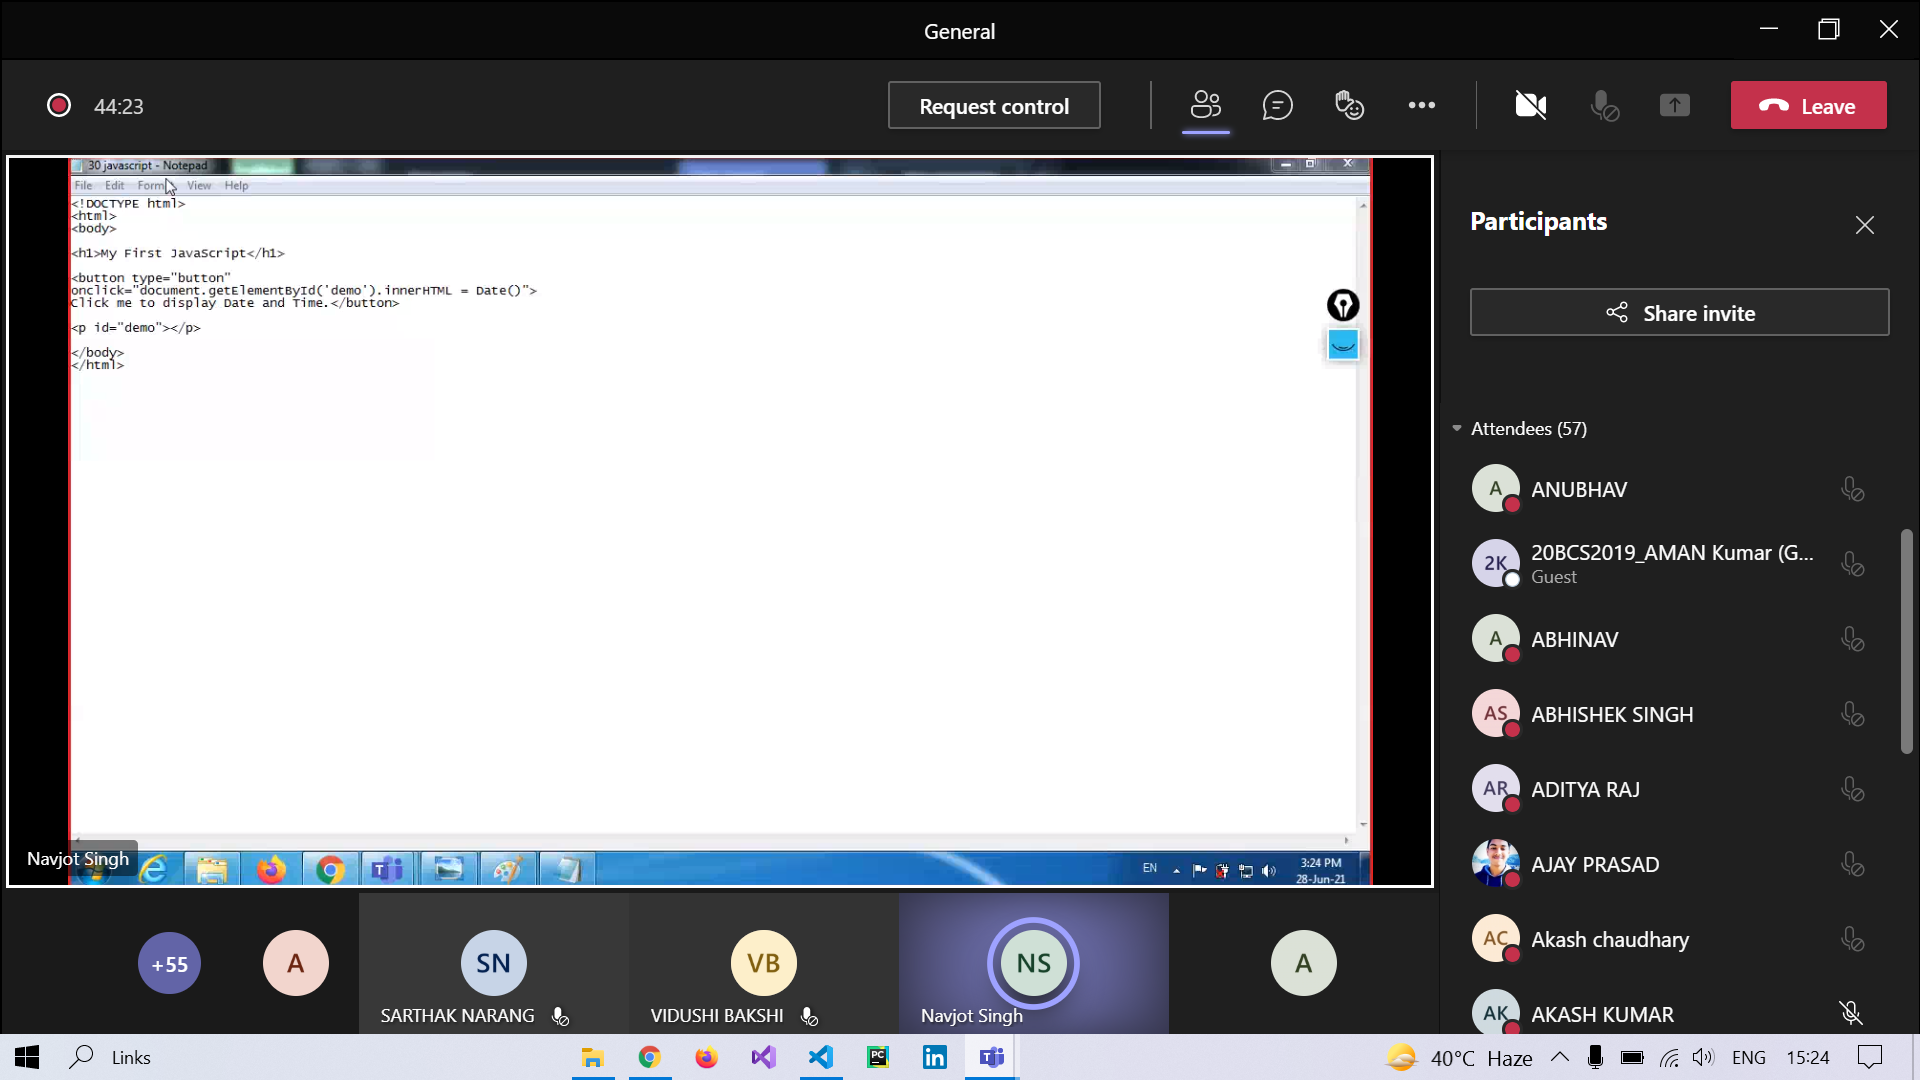 General
44:23
Request control
Leave
30 javascript - Notepad
File Edit Form View Help
<!DOCTYPE html>
<html>
<body>
<h1>My First JavaScript</h1>
<button type="button"
onclick="document.getElementById('demo').innerHTML = Date()">
Click me to display Date and Time.</button>
<p id="demo"></p>
</body>
</html>
Navjot Singh
EN
3:24 PM
28-Jun-21
Participants
Share invite
Attendees (57)
A ANUBHAV
2K 20BCS2019_AMAN Kumar (G...
Guest
A ABHINAV
AS ABHISHEK SINGH
AR ADITYA RAJ
AJAY PRASAD
AC Akash chaudhary
AK AKASH KUMAR
+55
A
SN
SARTHAK NARANG
VB
VIDUSHI BAKSHI
NS
Navjot Singh
A
Links
PC
in
40°C Haze
ENG
15:24